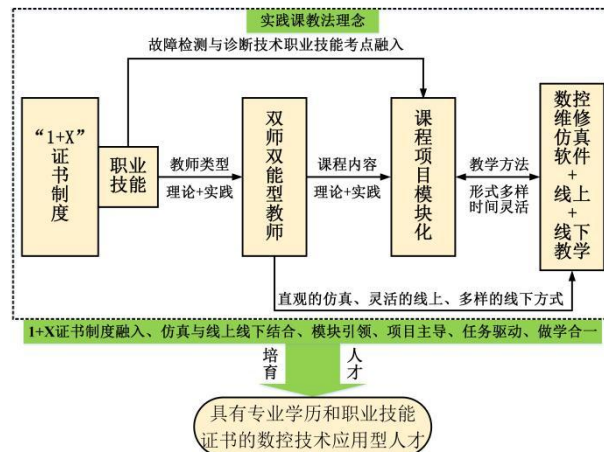 实践课教法理念
故障检测与诊断技术职业技能考点融入
“1+X”
证书制度
职业
技能
教师类型
理论+实践
双师双能型教师
课程内容
理论+实践
课程项目模块化
教学方法
形式多样
时间灵活
数控
维修
仿真
软件
+
线上
+
线下
教学
直观的仿真、灵活的线上、多样的线下方式
1+X证书制度融入、仿真与线上线下结合、模块引领、项目主导、任务驱动、做学合一
培育
人才
具有专业学历和职业技能
证书的数控技术应用型人才